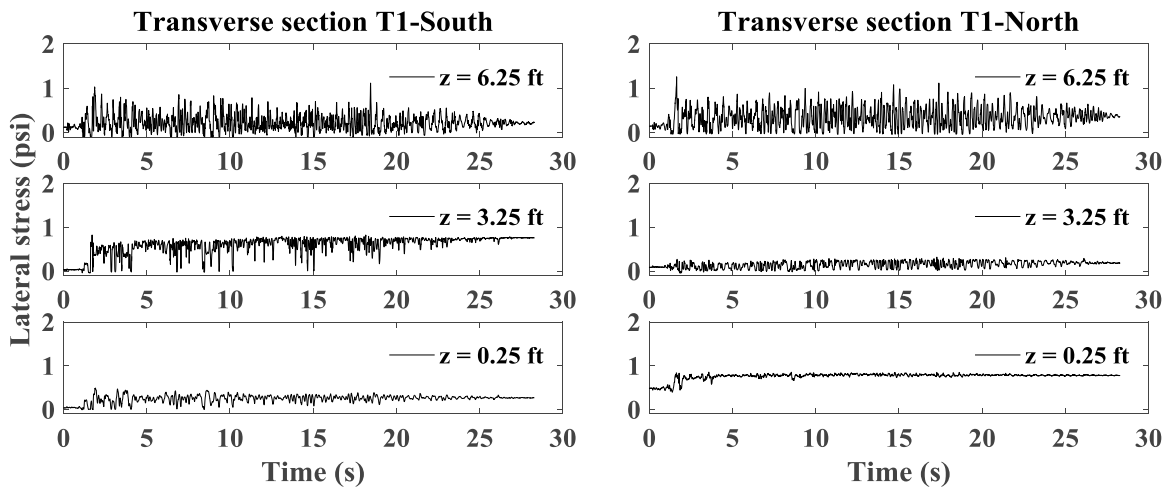 Transverse section T1-South
Transverse section T1-North
Lateral stress (psi)
2
1
0
z = 6.25 ft
0 5 10 15 20 25 30
2
1
0
z = 6.25 ft
0 5 10 15 20 25 30
2
1
0
z = 3.25 ft
0 5 10 15 20 25 30
2
1
0
z = 3.25 ft
0 5 10 15 20 25 30
2
1
0
z = 0.25 ft
0 5 10 15 20 25 30
Time (s)
2
1
0
z = 0.25 ft
0 5 10 15 20 25 30
Time (s)